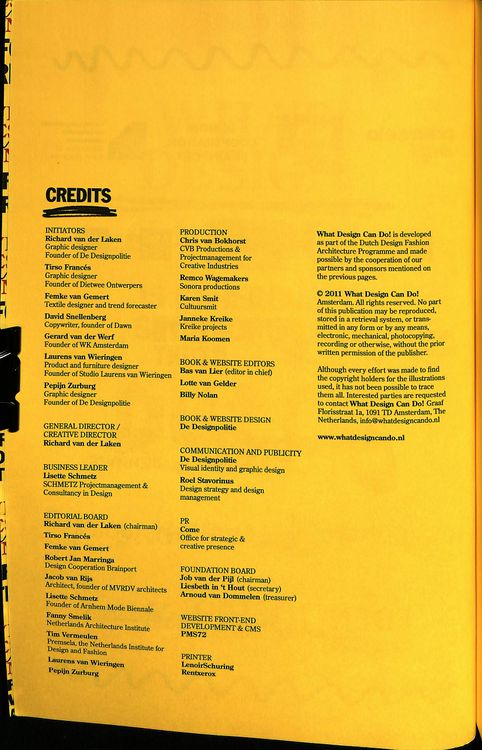 CREDITS
INITIATORS
Richard van der Laken
Graphic designer
Founder of De Designpolitie
Tirso Francés
Graphic designer
Founder of Dietwee Ontwerpers
Femke van Gemert
Textile designer and trend forecaster
David Snellenberg
Copywriter, founder of Dawn
Gerard van der Werf
Founder of WK Amsterdam
Laurens van Wieringen
Product and furniture designer
Founder of Studio Laurens van Wieringen
Pepijn Zurburg
Graphic designer
Founder of De Designpolitie
GENERAL DIRECTOR /
CREATIVE DIRECTOR
Richard van der Laken
BUSINESS LEADER
Lisette Schmetz
SCHMETZ Projectmanagement &
Consultancy in Design
EDITORIAL BOARD
Richard van der Laken (chairman)
Tirso Francés
Femke van Gemert
Robert Jan Marringa
Design Cooperation Brainport
Jacob van Rijs
Architect, founder of MVRDV architects
Lisette Schmetz
Founder of Arnhem Mode Biennale
Fanny Smelik
Netherlands Architecture Institute
Tim Vermeulen
Premsela, the Netherlands Institute for
Design and Fashion
Laurens van Wieringen
Pepijn Zurburg
PRODUCTION
Chris van Bokhorst
CVB Productions &
Projectmanagement for
Creative Industries
Remco Wagemakers
Sonora productions
Karen Smit
Cultuursmit
Janneke Kreike
Kreike projects
Maria Koomen
BOOK & WEBSITE EDITORS
Bas van Lier (editor in chief)
Lotte van Gelder
Billy Nolan
BOOK & WEBSITE DESIGN
De Designpolitie
COMMUNICATION AND PUBLICITY
De Designpolitie
Visual identity and graphic design
Roel Stavorinus
Design strategy and design
management
PR
Come
Office for strategic &
creative presence
FOUNDATION BOARD
Job van der Pijl (chairman)
Liesbeth in 't Hout (secretary)
Arnoud van Dommelen (treasurer)
WEBSITE FRONT-END
DEVELOPMENT & CMS
PMS72
PRINTER
LenoirSchuring
Rentxerox
What Design Can Do! is developed
as part of the Dutch Design Fashion
Architecture Programme and made
possible by the cooperation of our
partners and sponsors mentioned on
the previous pages.
© 2011 What Design Can Do!
Amsterdam. All rights reserved. No part
of this publication may be reproduced,
stored in a retrieval system, or trans-
mitted in any form or by any means,
electronic, mechanical, photocopying,
recording or otherwise, without the prior
written permission of the publisher.
Although every effort was made to find
the copyright holders for the illustrations
used, it has not been possible to trace
them all. Interested parties are requested
to contact What Design Can Do! Graaf
Florisstraat 1a, 1091 TD Amsterdam, The
Netherlands, info@whatdesigncando.nl
www.whatdesigncando.nl